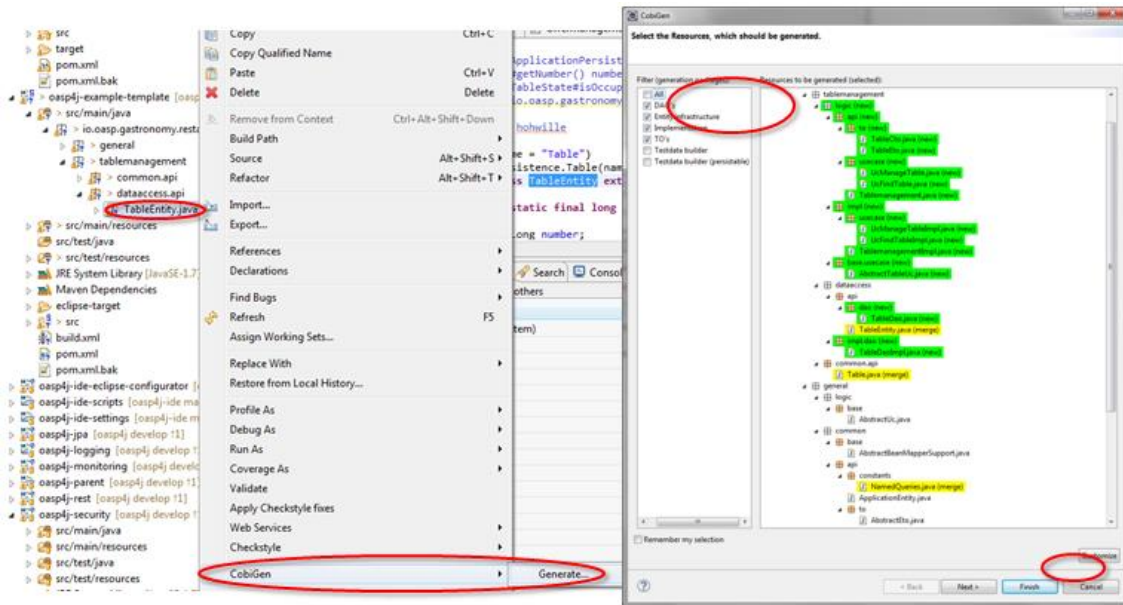 src
target
pom.xml
pom.xml.bak
> oasp4j-example-template [oasp
> src/main/java
> io.oasp.gastronomy.resta
> general
> tablemanagement
> common.api
> dataaccess.api
TableEntity.java
> src/main/resources
src/test/java
> src/test/resources
JRE System Library [JavaSE-1.7]
Maven Dependencies
eclipse-target
> src
build.xml
pom.xml
pom.xml.bak
oasp4j-ide-eclipse-configurator
oasp4j-ide-scripts [oasp4j-ide ma
oasp4j-ide-settings [oasp4j-ide m
oasp4j-jpa [oasp4j develop ↑1]
oasp4j-logging [oasp4j develop ↑
oasp4j-monitoring [oasp4j develo
oasp4j-parent [oasp4j develop ↑1]
oasp4j-rest [oasp4j develop ↑1]
oasp4j-security [oasp4j develop ↑
src/main/java
src/main/resources
src/test/java
src/test/resources
Copy Ctrl+C
Copy Qualified Name
Paste Ctrl+V
Delete Delete
Remove from Context Ctrl+Alt+Shift+Down
Build Path
Source Alt+Shift+S
Refactor Alt+Shift+T
Import...
Export...
References
Declarations
Find Bugs
Refresh F5
Assign Working Sets...
Replace With
Restore from Local History...
Profile As
Debug As
Run As
Coverage As
Validate
Apply Checkstyle fixes
Web Services
Checkstyle
CobiGen
Generate...
ApplicationPersist
#getNumber() numbe
TableState#isOccup
io.oasp.gastronomy
hohwille
me = "Table")
sistence.Table(nam
ss TableEntity ext
static final long
Long number;
Search Consol
others
tem)
CobiGen
Select the Resources, which should be generated.
Filter (generation packages):
All
DAO's
Entity infrastructure
TO's
Testdata builder
Testdata builder (persistable)
Resources to be generated (selected):
tablemanagement
logic (new)
api (new)
to (new)
TableCto.java (new)
TableEto.java (new)
usecase (new)
UcManageTable.java (new)
UcFindTable.java (new)
Tablemanagement.java (new)
impl (new)
usecase (new)
UcManageTableImpl.java (new)
UcFindTableImpl.java (new)
TablemanagementImpl.java (new)
base.usecase (new)
AbstractTableUc.java (new)
dataaccess
api
dao (new)
TableDao.java (new)
TableEntity.java (merge)
impl.dao (new)
TableDaoImpl.java (new)
common.api
Table.java (merge)
general
logic
base
AbstractUc.java
common
base
AbstractBeanMapperSupport.java
api
constants
NamedQueries.java (merge)
ApplicationEntity.java
to
AbstractEto.java
Remember my selection
Customize
< Back
Next >
Finish
Cancel